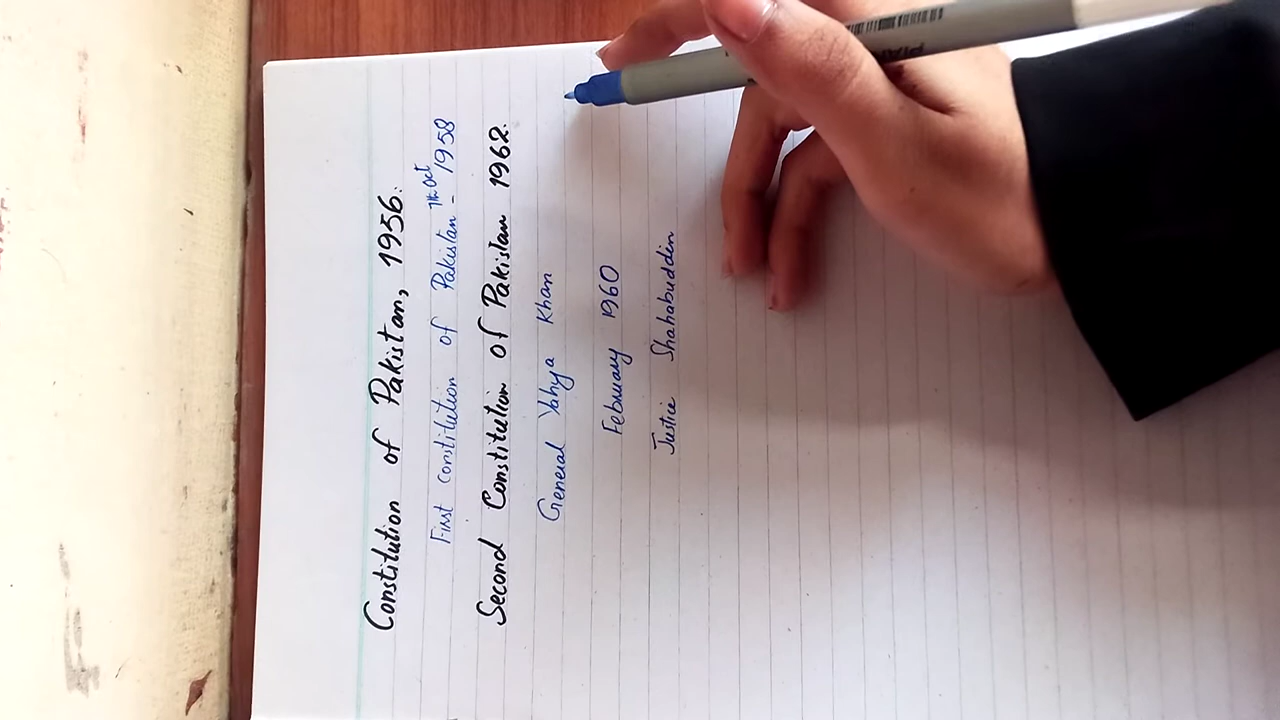 Constitution of Pakistan, 1956.
First constitution of Pakistan - 7th Oct 1958
Second Constitution of Pakistan 1962.
General Yahya Khan
February 1960
Justice Shahabuddin